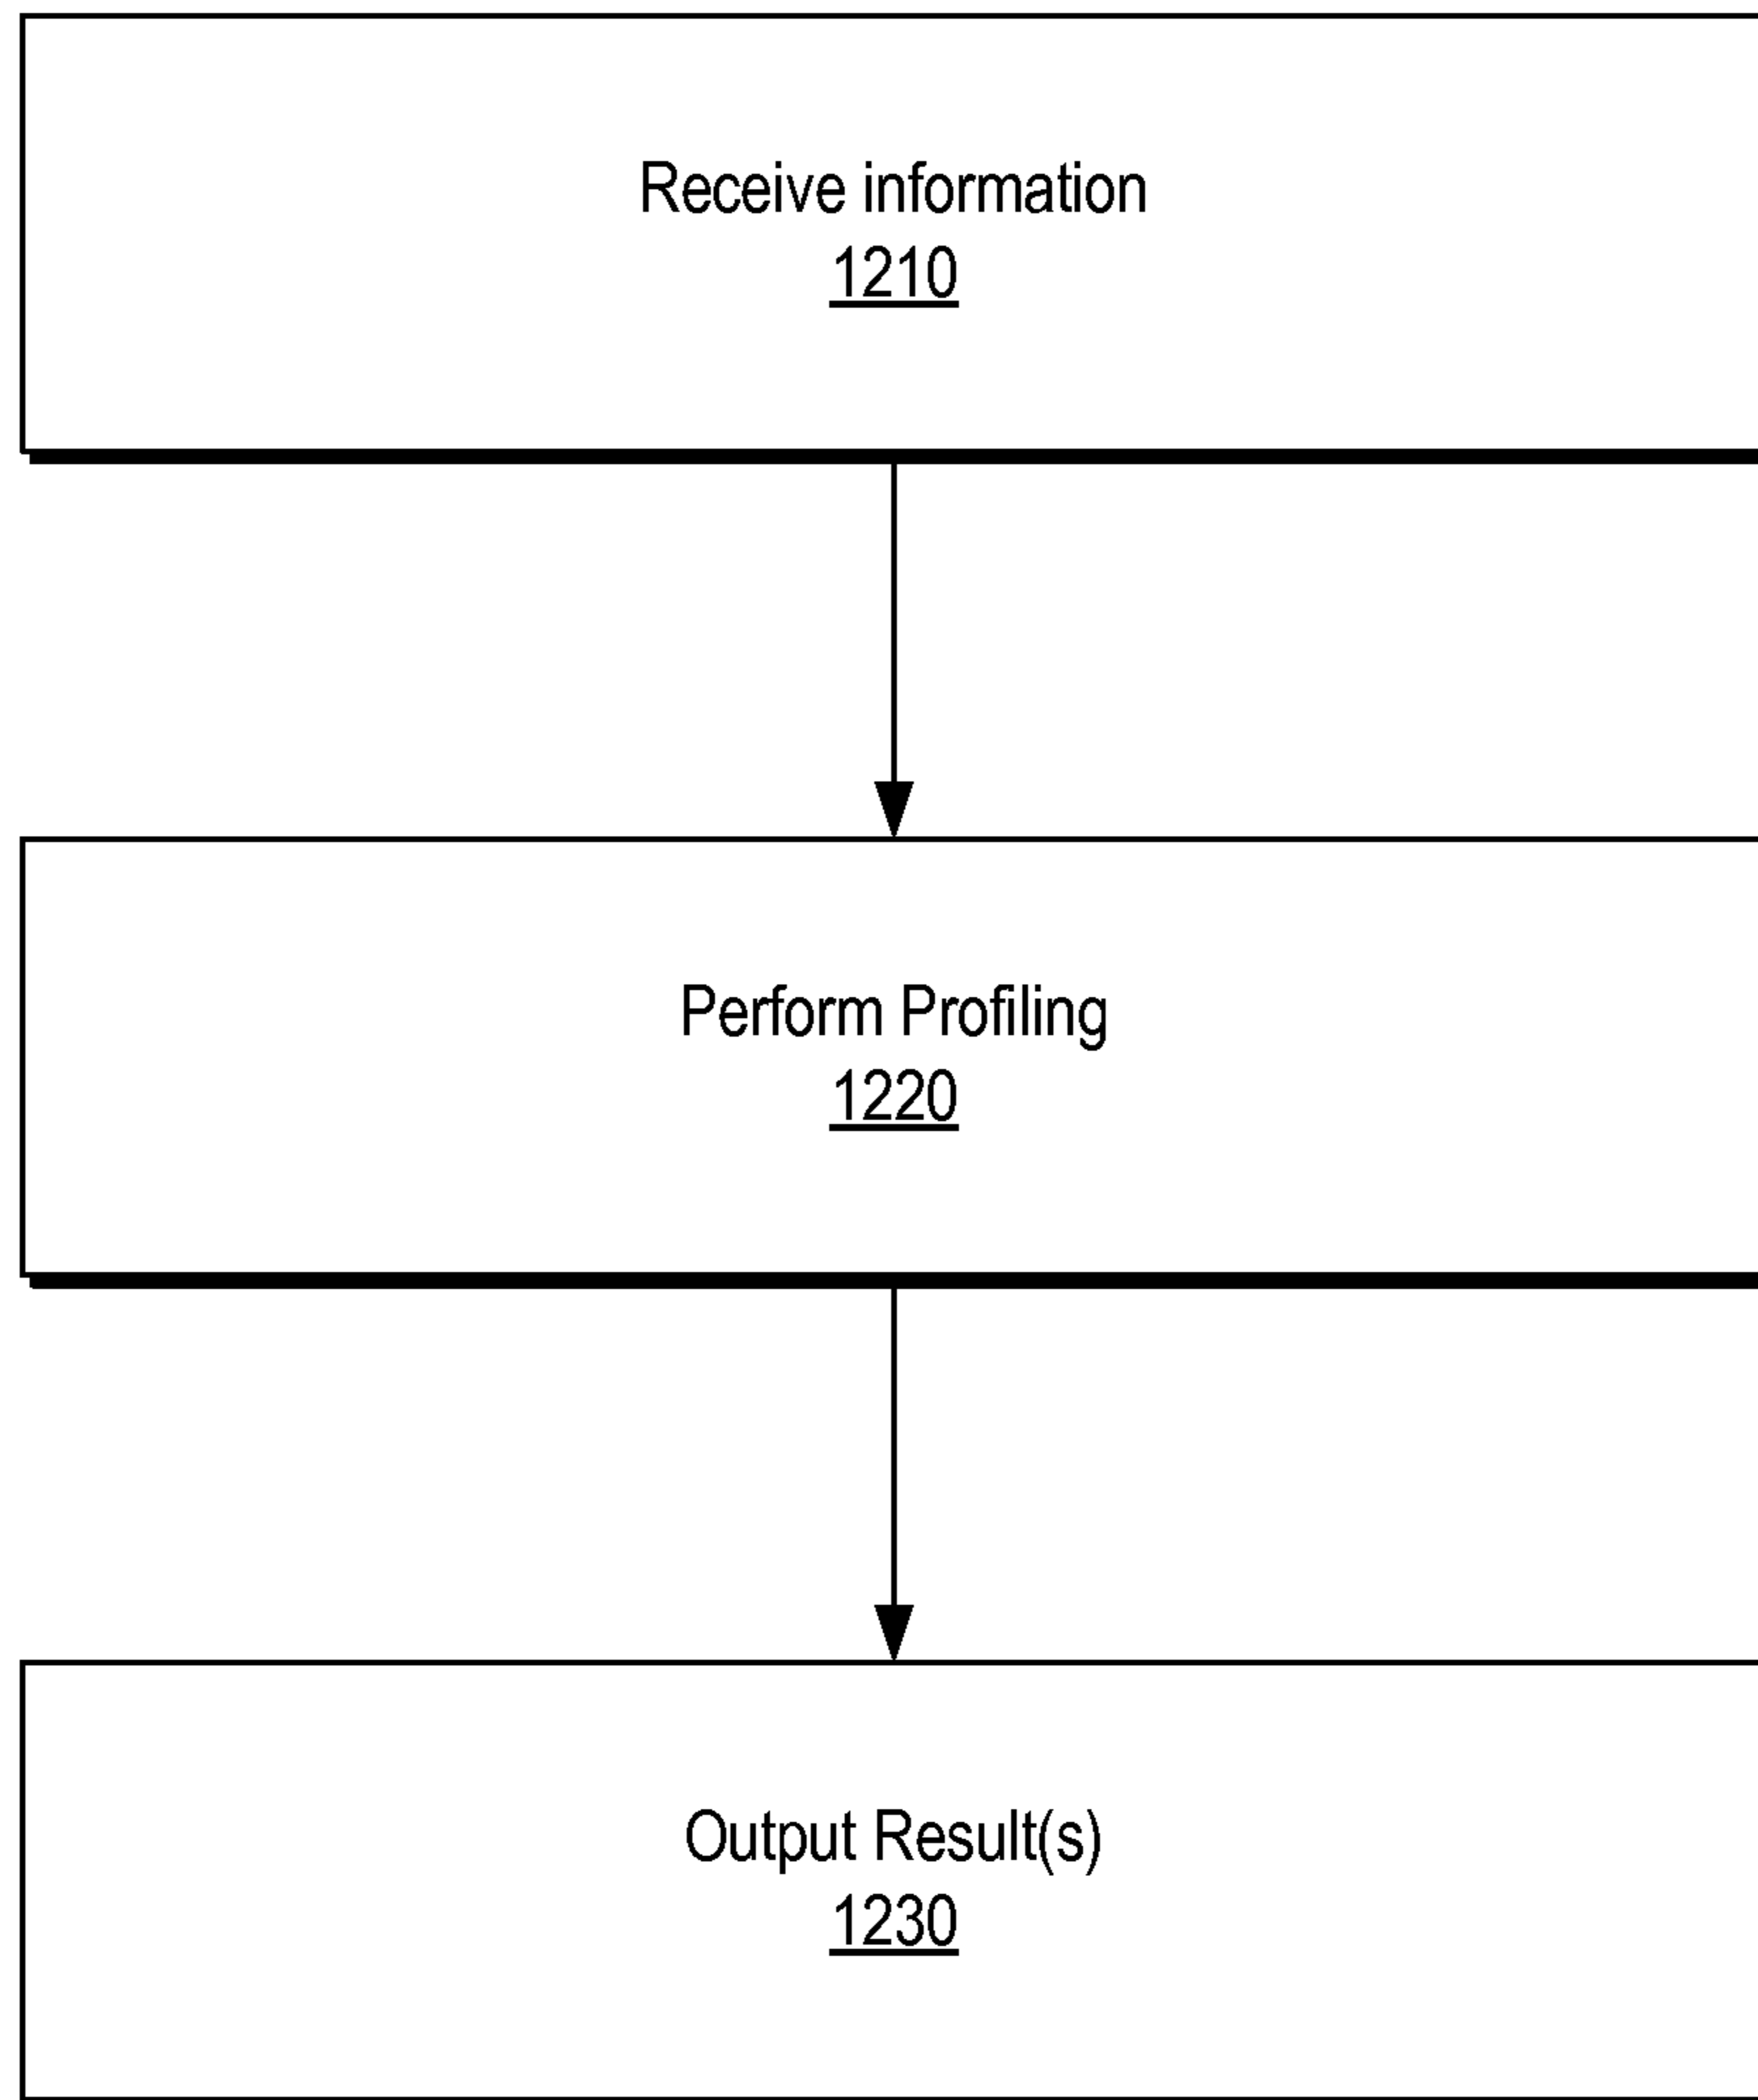 Receive information
1210
Perform Profiling
1220
Output Result(s)
1230